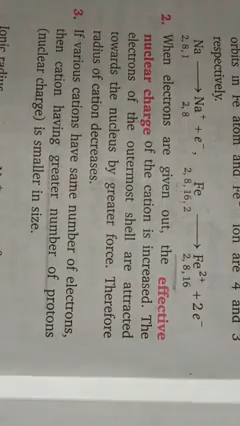 orbits in Fe atom and Fe ion are 4 and 3
respectively.
Na ⟶ Na⁺ + e⁻, Fe ⟶ Fe²⁺ + 2e⁻
2, 8, 1 2, 8 2, 8, 16, 2 2, 8, 16
2. When electrons are given out, the effective
nuclear charge of the cation is increased. The
electrons of the outermost shell are attracted
towards the nucleus by greater force. Therefore
radius of cation decreases.
3. If various cations have same number of electrons,
then cation having greater number of protons
(nuclear charge) is smaller in size.
Ionic radius